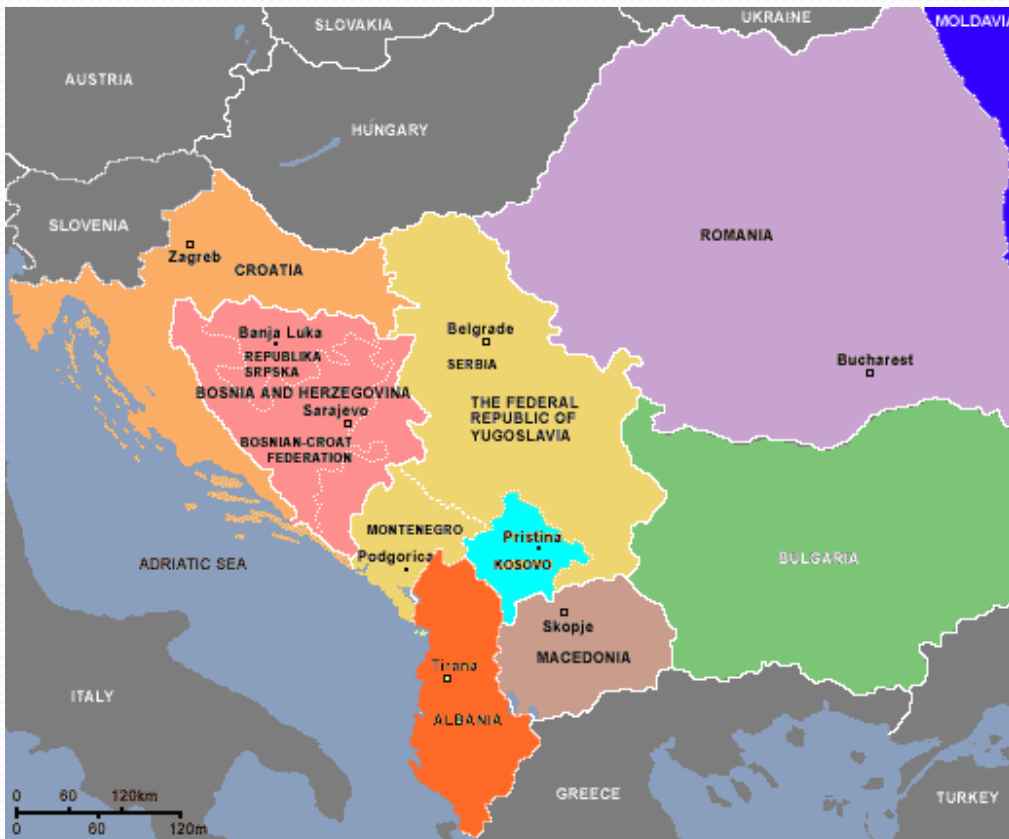 SLOVAKIA
UKRAINE
MOLDAVIA
AUSTRIA
HUNGARY
SLOVENIA
ROMANIA
Zagreb
CROATIA
Banja Luka
REPUBLIKA
SRPSKA
BOSNIA AND HERZEGOVINA
Sarajevo
BOSNIAN-CROAT
FEDERATION
Belgrade
SERBIA
THE FEDERAL
REPUBLIC OF
YUGOSLAVIA
Bucharest
MONTENEGRO
Podgorica
Pristina
KOSOVO
BULGARIA
ADRIATIC SEA
Skopje
MACEDONIA
Tirana
ALBANIA
ITALY
GREECE
TURKEY
0 60 120km
0 60 120m